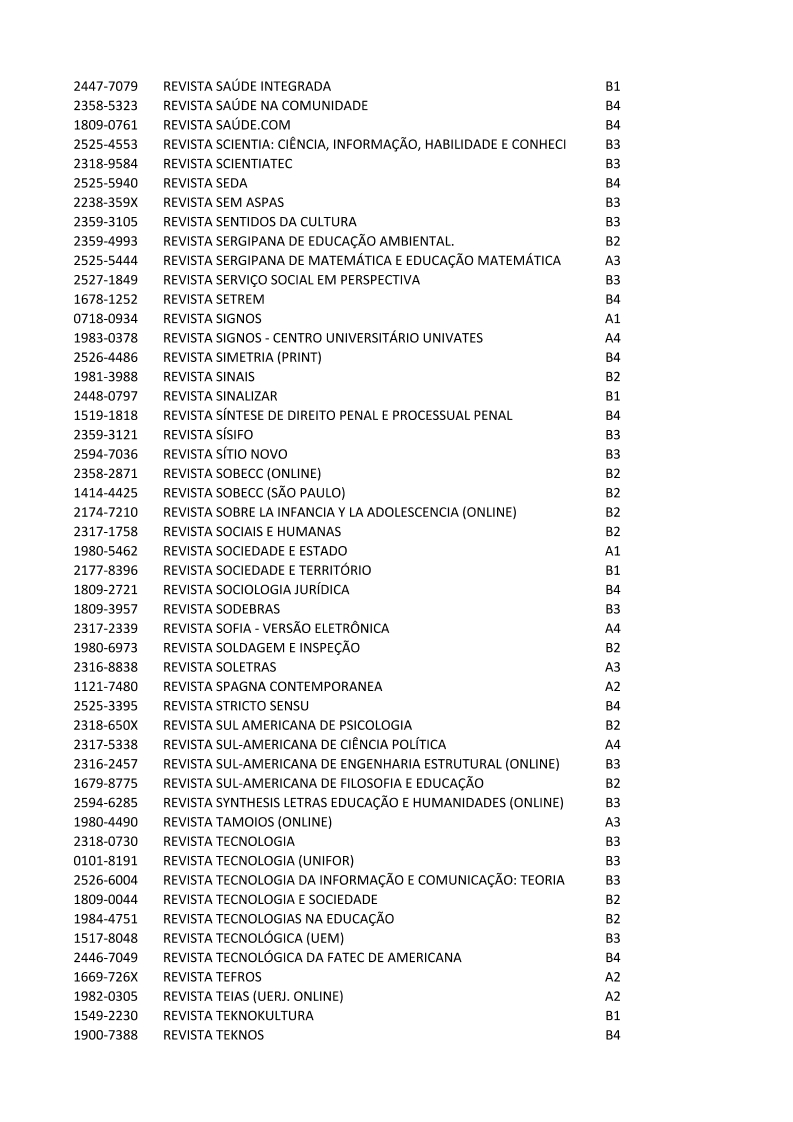 2447-7079 REVISTA SAÚDE INTEGRADA B1
2358-5323 REVISTA SAÚDE NA COMUNIDADE B4
1809-0761 REVISTA SAÚDE.COM B4
2525-4553 REVISTA SCIENTIA: CIÊNCIA, INFORMAÇÃO, HABILIDADE E CONHECI B3
2318-9584 REVISTA SCIENTIATEC B3
2525-5940 REVISTA SEDA B4
2238-359X REVISTA SEM ASPAS B3
2359-3105 REVISTA SENTIDOS DA CULTURA B3
2359-4993 REVISTA SERGIPANA DE EDUCAÇÃO AMBIENTAL. B2
2525-5444 REVISTA SERGIPANA DE MATEMÁTICA E EDUCAÇÃO MATEMÁTICA A3
2527-1849 REVISTA SERVIÇO SOCIAL EM PERSPECTIVA B3
1678-1252 REVISTA SETREM B4
0718-0934 REVISTA SIGNOS A1
1983-0378 REVISTA SIGNOS - CENTRO UNIVERSITÁRIO UNIVATES A4
2526-4486 REVISTA SIMETRIA (PRINT) B4
1981-3988 REVISTA SINAIS B2
2448-0797 REVISTA SINALIZAR B1
1519-1818 REVISTA SÍNTESE DE DIREITO PENAL E PROCESSUAL PENAL B4
2359-3121 REVISTA SÍSIFO B3
2594-7036 REVISTA SÍTIO NOVO B3
2358-2871 REVISTA SOBECC (ONLINE) B2
1414-4425 REVISTA SOBECC (SÃO PAULO) B2
2174-7210 REVISTA SOBRE LA INFANCIA Y LA ADOLESCENCIA (ONLINE) B2
2317-1758 REVISTA SOCIAIS E HUMANAS B2
1980-5462 REVISTA SOCIEDADE E ESTADO A1
2177-8396 REVISTA SOCIEDADE E TERRITÓRIO B1
1809-2721 REVISTA SOCIOLOGIA JURÍDICA B4
1809-3957 REVISTA SODEBRAS B3
2317-2339 REVISTA SOFIA - VERSÃO ELETRÔNICA A4
1980-6973 REVISTA SOLDAGEM E INSPEÇÃO B2
2316-8838 REVISTA SOLETRAS A3
1121-7480 REVISTA SPAGNA CONTEMPORANEA A2
2525-3395 REVISTA STRICTO SENSU B4
2318-650X REVISTA SUL AMERICANA DE PSICOLOGIA B2
2317-5338 REVISTA SUL-AMERICANA DE CIÊNCIA POLÍTICA A4
2316-2457 REVISTA SUL-AMERICANA DE ENGENHARIA ESTRUTURAL (ONLINE) B3
1679-8775 REVISTA SUL-AMERICANA DE FILOSOFIA E EDUCAÇÃO B2
2594-6285 REVISTA SYNTHESIS LETRAS EDUCAÇÃO E HUMANIDADES (ONLINE) B3
1980-4490 REVISTA TAMOIOS (ONLINE) A3
2318-0730 REVISTA TECNOLOGIA B3
0101-8191 REVISTA TECNOLOGIA (UNIFOR) B3
2526-6004 REVISTA TECNOLOGIA DA INFORMAÇÃO E COMUNICAÇÃO: TEORIA B3
1809-0044 REVISTA TECNOLOGIA E SOCIEDADE B2
1984-4751 REVISTA TECNOLOGIAS NA EDUCAÇÃO B2
1517-8048 REVISTA TECNOLÓGICA (UEM) B3
2446-7049 REVISTA TECNOLÓGICA DA FATEC DE AMERICANA B4
1669-726X REVISTA TEFROS A2
1982-0305 REVISTA TEIAS (UERJ. ONLINE) A2
1549-2230 REVISTA TEKNOKULTURA B1
1900-7388 REVISTA TEKNOS B4